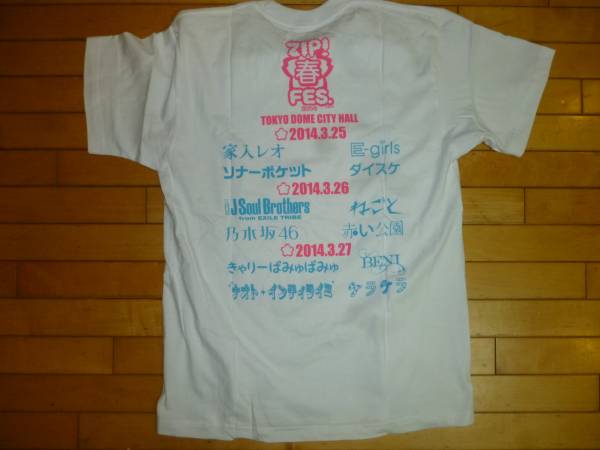 ZIP!
春
FES.
2014
TOKYO DOME CITY HALL
2014.3.25
家入レオ E-girls
ソナーポケット ダイスケ
2014.3.26
J Soul Brothers ねごと
from EXILE TRIBE
乃木坂46 赤い公園
2014.3.27
きゃりーぱみゅぱみゅ BENI
ナオト・インティライミ ケラケラ